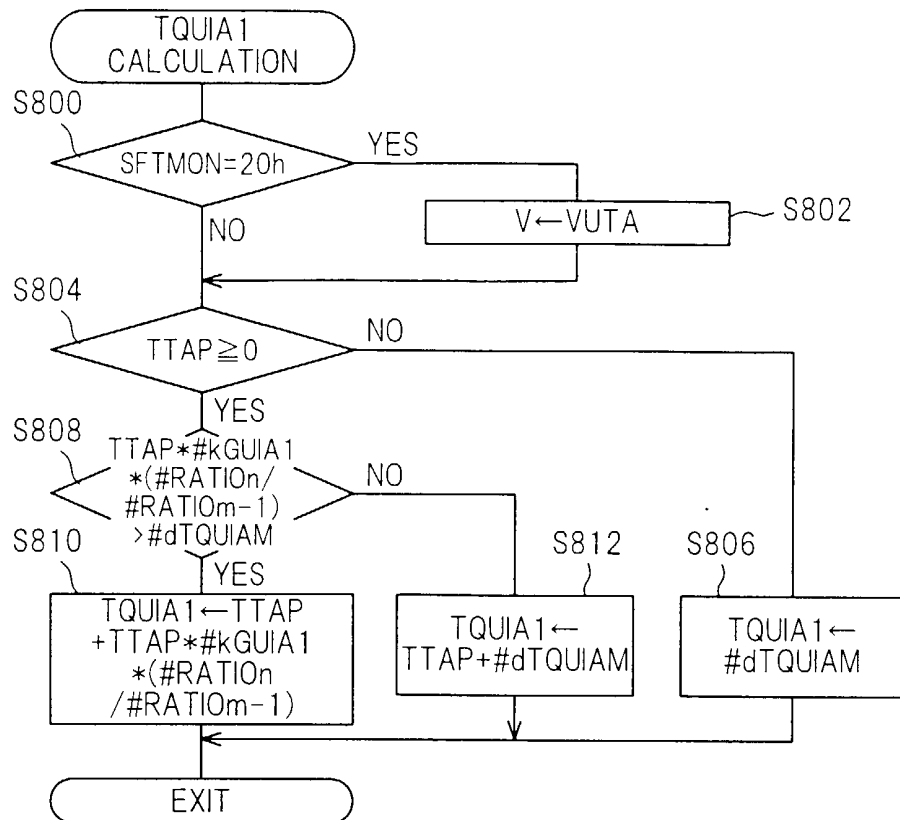 TQUIA1
CALCULATION
S800
SFTMON=20h
YES
NO
V←VUTA
S802
S804
TTAP≧0
NO
YES
S808
TTAP*#kGUIA1
*(#RATIOn/
#RATIOm-1)
>#dTQUIAM
NO
YES
S810
TQUIA1←TTAP
+TTAP*#kGUIA1
*(#RATIOn
/#RATIOm-1)
S812
TQUIA1←
TTAP+#dTQUIAM
S806
TQUIA1←
#dTQUIAM
EXIT